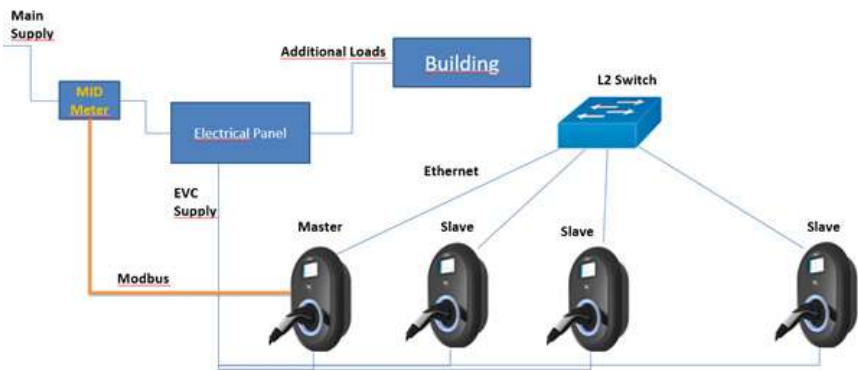 Main
Supply
Additional Loads
Building
L2 Switch
MID
Meter
Electrical Panel
Ethernet
EVC
Supply
Master
Slave
Slave
Slave
Modbus